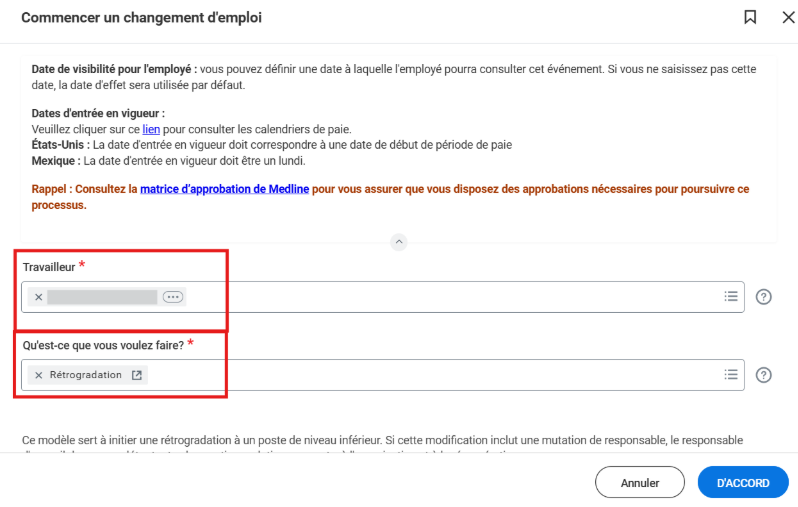 Commencer un changement d'emploi
Date de visibilité pour l'employé : vous pouvez définir une date à laquelle l'employé pourra consulter cet événement. Si vous ne saisissez pas cette
date, la date d'effet sera utilisée par défaut.
Dates d'entrée en vigueur :
Veuillez cliquer sur ce lien pour consulter les calendriers de paie.
États-Unis : La date d'entrée en vigueur doit correspondre à une date de début de période de paie
Mexique : La date d'entrée en vigueur doit être un lundi.
Rappel : Consultez la matrice d'approbation de Medline pour vous assurer que vous disposez des approbations nécessaires pour poursuivre ce
processus.
Travailleur *
Qu'est-ce que vous voulez faire? *
Rétrogradation
Ce modèle sert à initier une rétrogradation à un poste de niveau inférieur. Si cette modification inclut une mutation de responsable, le responsable
Annuler
D'ACCORD